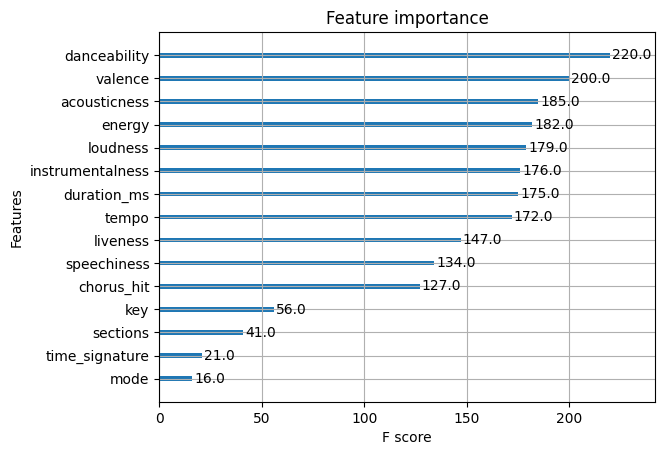 Feature importance
Features
danceability 220.0
valence 200.0
acousticness 185.0
energy 182.0
loudness 179.0
instrumentalness 176.0
duration_ms 175.0
tempo 172.0
liveness 147.0
speechiness 134.0
chorus_hit 127.0
key 56.0
sections 41.0
time_signature 21.0
mode 16.0
0 50 100 150 200
F score